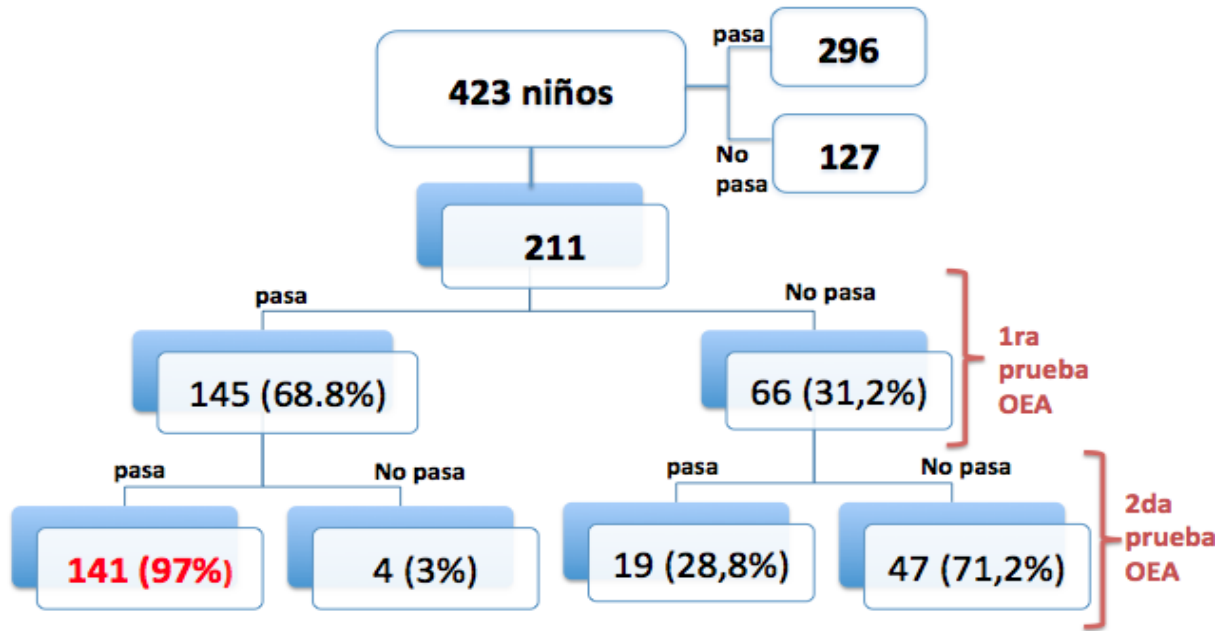 pasa
296
423 niños
No
pasa
127
211
pasa
No pasa
145 (68.8%)
66 (31,2%)
1ra
prueba
OEA
pasa
No pasa
pasa
No pasa
141 (97%)
4 (3%)
19 (28,8%)
47 (71,2%)
2da
prueba
OEA